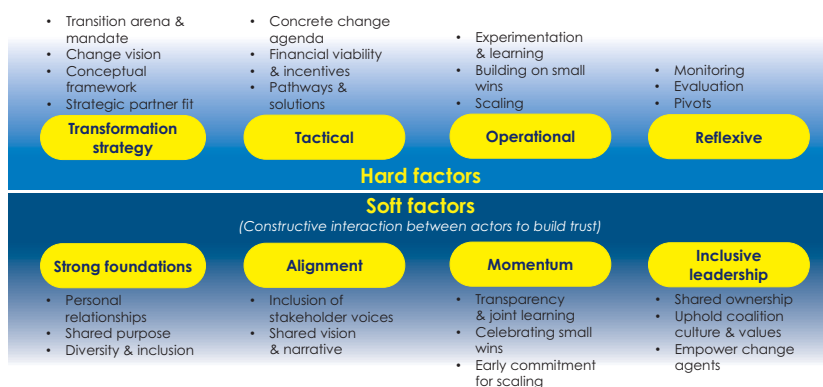 • Transition arena &
mandate
• Change vision
• Conceptual
framework
• Strategic partner fit
Transformation
strategy
• Concrete change
agenda
• Financial viability
• & incentives
• Pathways &
solutions
Tactical
• Experimentation
& learning
• Building on small
wins
• Scaling
Operational
• Monitoring
• Evaluation
• Pivots
Reflexive
Hard factors
Soft factors
(Constructive interaction between actors to build trust)
Strong foundations
• Personal
relationships
• Shared purpose
• Diversity & inclusion
Alignment
• Inclusion of
stakeholder voices
• Shared vision
& narrative
Momentum
• Transparency
& joint learning
• Celebrating small
wins
• Early commitment
for scaling
Inclusive
leadership
• Shared ownership
• Uphold coalition
culture & values
• Empower change
agents